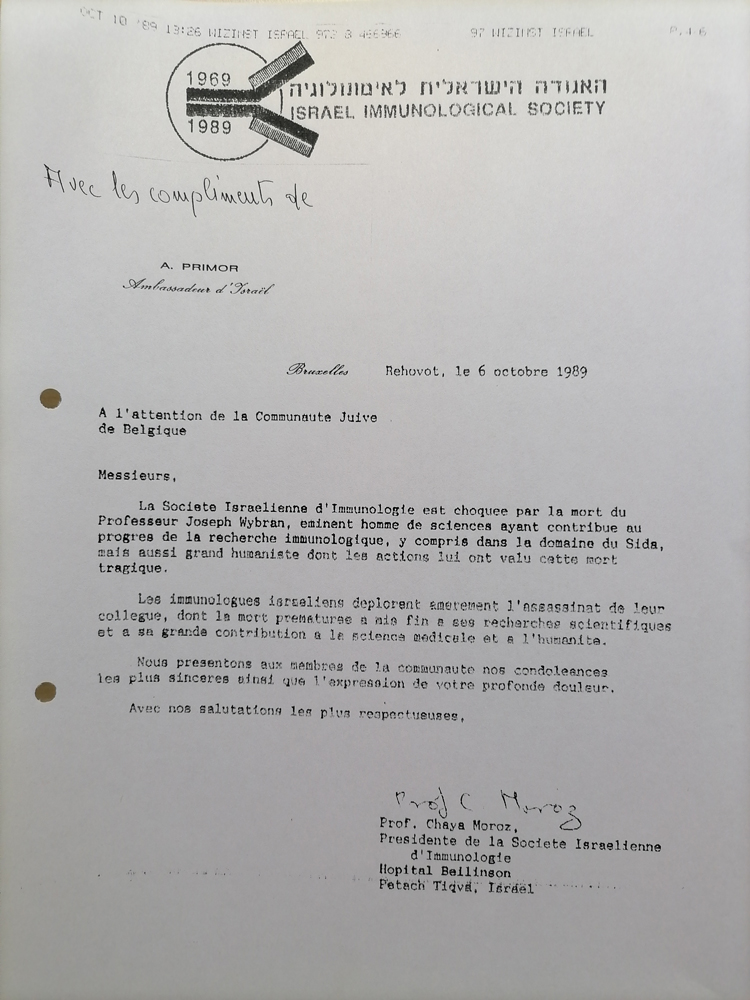 OCT 10 '89 13:26 WIZINST ISRAEL 972 8 466966
97 WIZINST ISRAEL
P.4-6
1969
1989
האגודה הישראלית לאימונולוגיה
ISRAEL IMMUNOLOGICAL SOCIETY
Avec les compliments de
A. PRIMOR
Ambassadeur d'Israël
Bruxelles Rehovot, le 6 octobre 1989
A l'attention de la Communaute Juive
de Belgique
Messieurs,
La Societe Israelienne d'Immunologie est choquee par la mort du
Professeur Joseph Wybran, eminent homme de sciences ayant contribue au
progres de la recherche immunologique, y compris dans la domaine du Sida,
mais aussi grand humaniste dont les actions lui ont valu cette mort
tragique.
Les immunologues israeliens deplorent amerement l'assassinat de leur
collegue, dont la mort prematuree a mis fin a ses recherches scientifiques
et a sa grande contribution a la science medicale et a l'humanite.
Nous presentons aux membres de la communaute nos condoleances
les plus sinceres ainsi que l'expression de votre profonde douleur.
Avec nos salutations les plus respectueuses,
Prof C Moroz
Prof. Chaya Moroz,
Presidente de la Societe Israelienne
d'Immunologie
Hopital Beilinson
Petach Tiqva, Israel